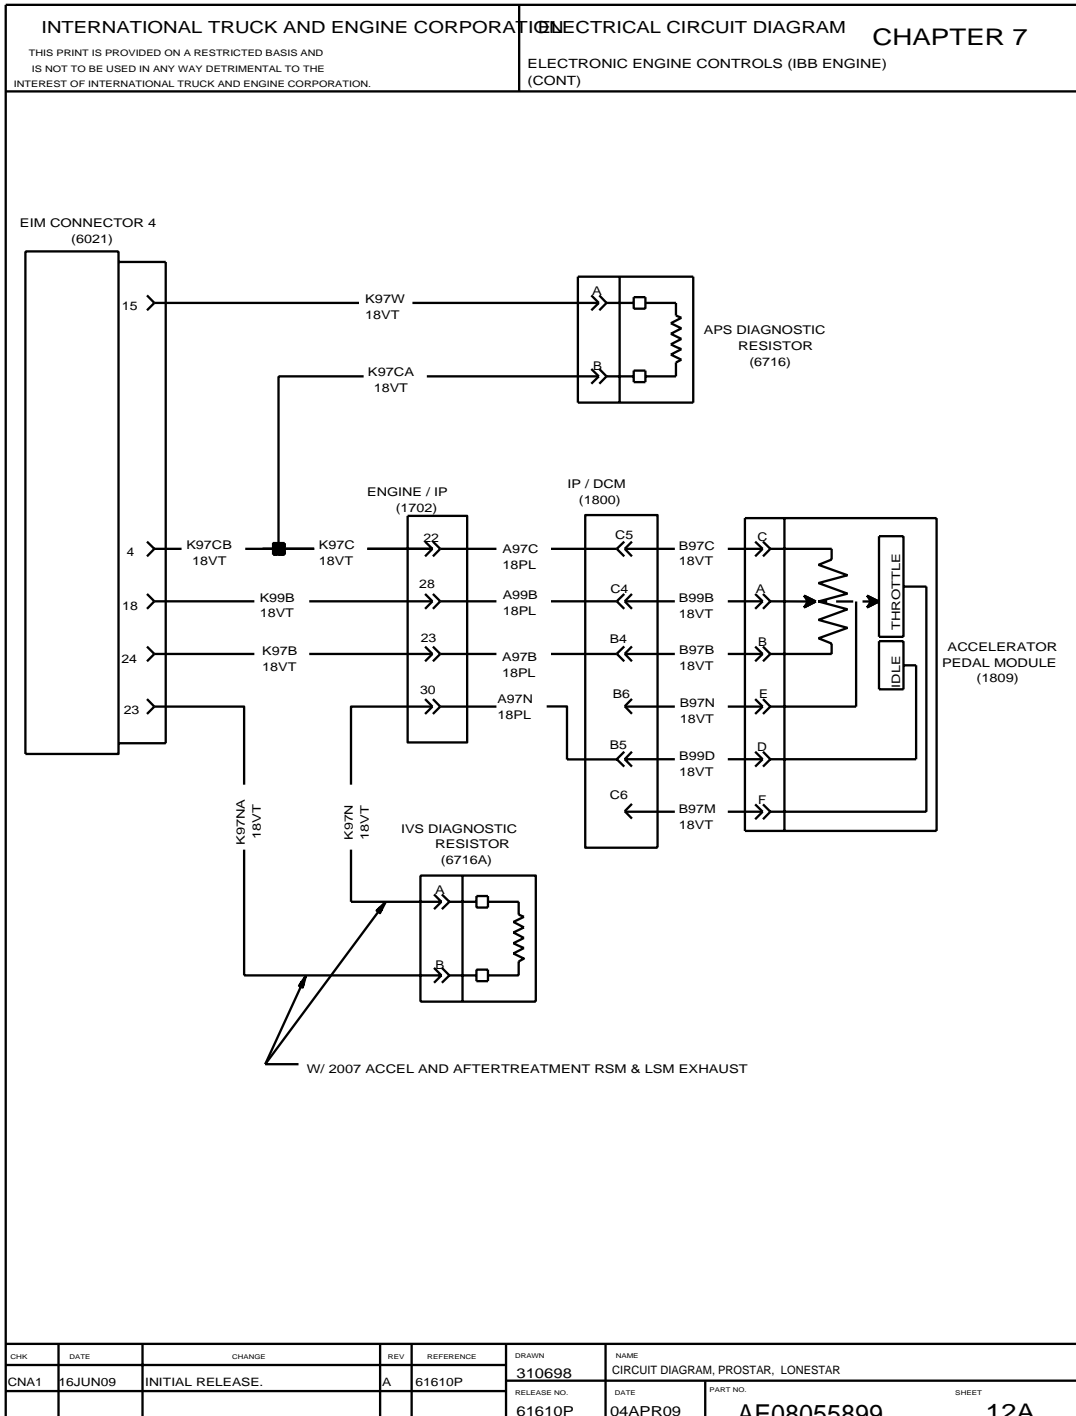 INTERNATIONAL TRUCK AND ENGINE CORPORATION
THIS PRINT IS PROVIDED ON A RESTRICTED BASIS AND
IS NOT TO BE USED IN ANY WAY DETRIMENTAL TO THE
INTEREST OF INTERNATIONAL TRUCK AND ENGINE CORPORATION.
ELECTRICAL CIRCUIT DIAGRAM
CHAPTER 7
ELECTRONIC ENGINE CONTROLS (IBB ENGINE)
(CONT)
EIM CONNECTOR 4
(6021)
15
K97W
18VT
A
APS DIAGNOSTIC
RESISTOR
(6716)
K97CA
18VT
B
ENGINE / IP
(1702)
IP / DCM
(1800)
4
K97CB
18VT
K97C
18VT
22
A97C
18PL
C5
B97C
18VT
C
18
K99B
18VT
28
A99B
18PL
C4
B99B
18VT
A
24
K97B
18VT
23
A97B
18PL
B4
B97B
18VT
B
THROTTLE
IDLE
ACCELERATOR
PEDAL MODULE
(1809)
23
30
A97N
18PL
B6
B97N
18VT
E
B5
B99D
18VT
D
C6
B97M
18VT
F
K97NA
18VT
K97N
18VT
IVS DIAGNOSTIC
RESISTOR
(6716A)
A
B
W/ 2007 ACCEL AND AFTERTREATMENT RSM & LSM EXHAUST
CHK DATE CHANGE REV REFERENCE
CNA1 16JUN09 INITIAL RELEASE. A 61610P
DRAWN
310698
NAME
CIRCUIT DIAGRAM, PROSTAR, LONESTAR
RELEASE NO.
61610P
DATE
04APR09
PART NO.
AE08055899
SHEET
12A